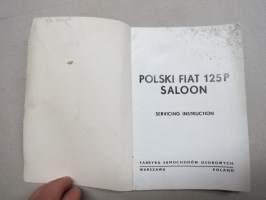 POLSKI FIAT 125P
SALOON
SERVICING INSTRUCTION
FABRYKA SAMOCHODÓW OSOBOWYCH
WARSZAWA POLAND